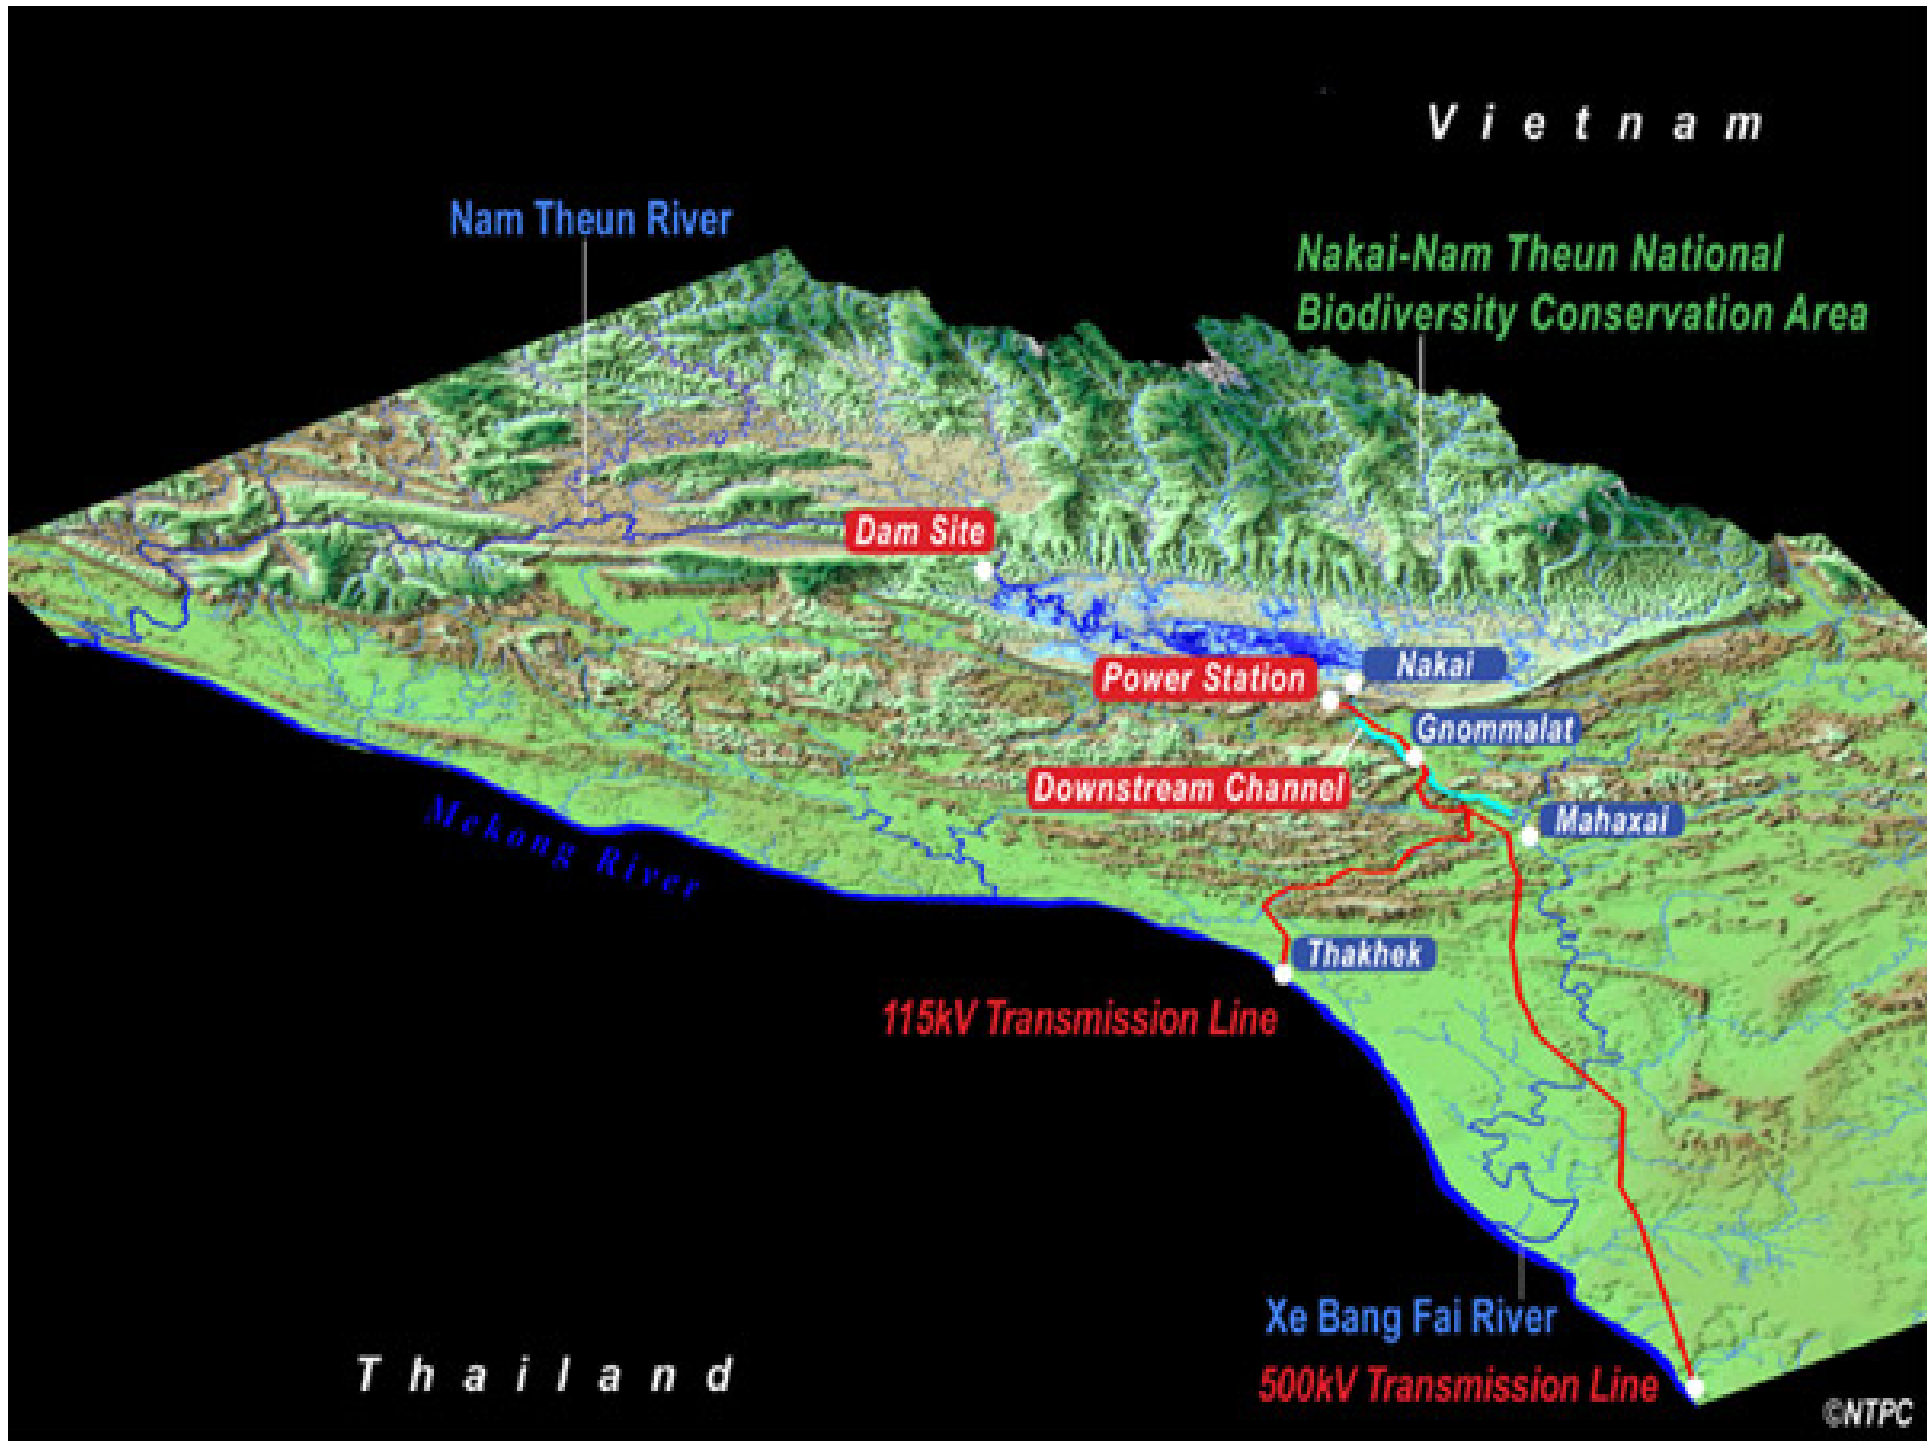 Vietnam
Nam Theun River
Nakai-Nam Theun National
Biodiversity Conservation Area
Dam Site
Nakai
Power Station
Gnommalat
Downstream Channel
Mahaxai
Mekong River
Thakhek
115kV Transmission Line
Xe Bang Fai River
Thailand
500kV Transmission Line
©NTPC